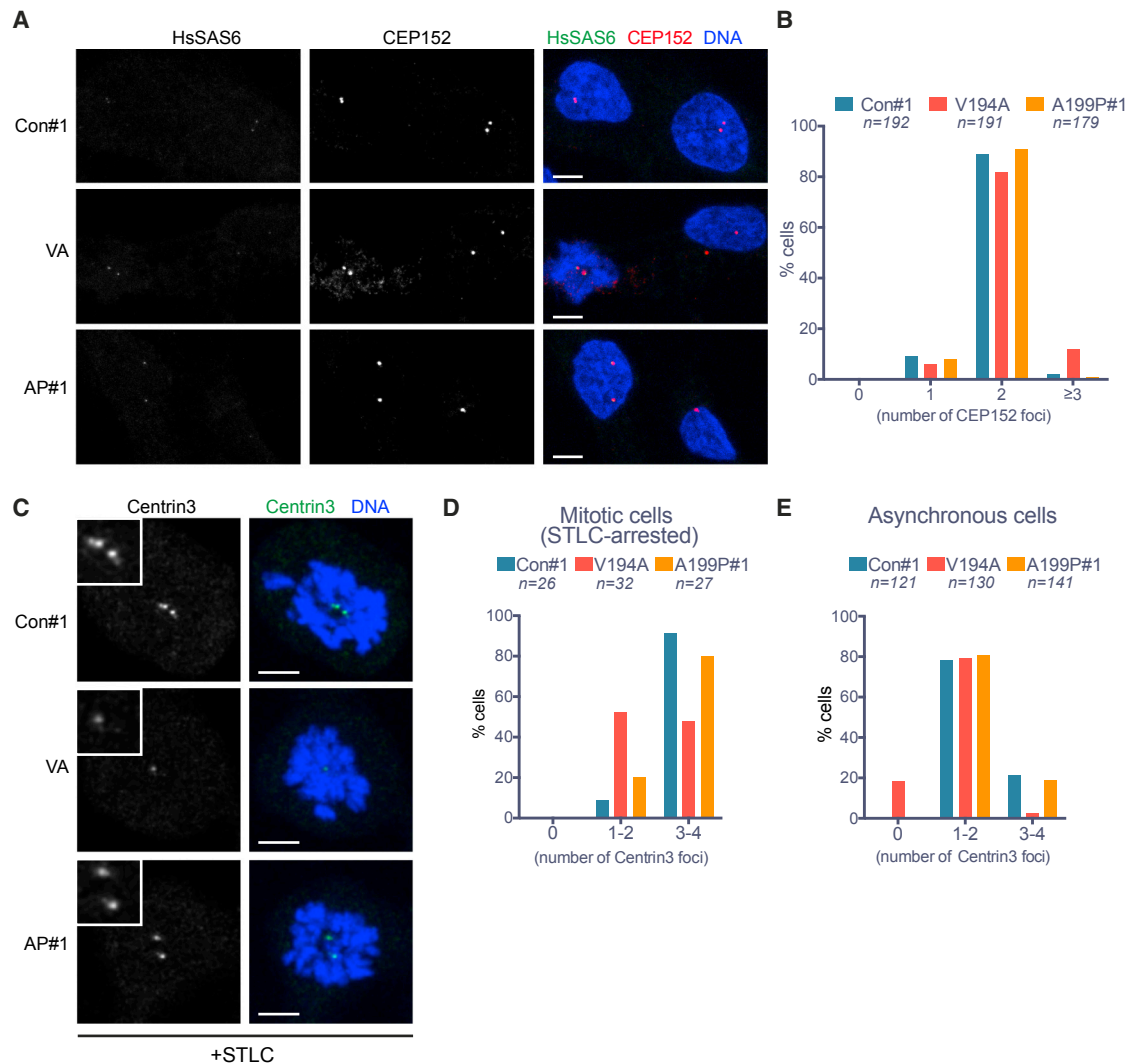 A
HsSAS6 CEP152 HsSAS6 CEP152 DNA
Con#1
VA
AP#1
B
Con#1 V194A A199P#1
n=192 n=191 n=179
100
80
60
40
20
0
% cells
0 1 2 ≥3
(number of CEP152 foci)
C
Centrin3 Centrin3 DNA
Con#1
VA
AP#1
+STLC
D
Mitotic cells
(STLC-arrested)
Con#1 V194A A199P#1
n=26 n=32 n=27
100
80
60
40
20
0
% cells
0 1-2 3-4
(number of Centrin3 foci)
E
Asynchronous cells
Con#1 V194A A199P#1
n=121 n=130 n=141
100
80
60
40
20
0
% cells
0 1-2 3-4
(number of Centrin3 foci)